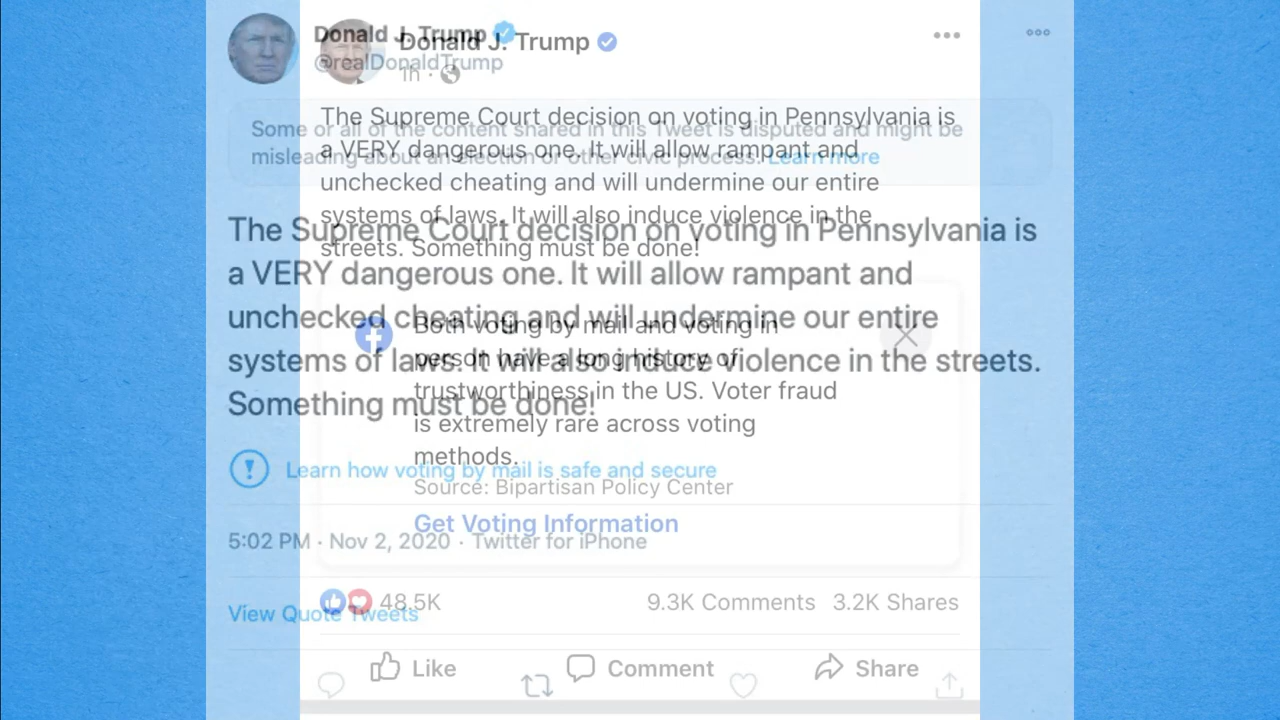 Donald J. Trump
@realDonaldTrump
Some or all of the content shared in this Tweet is disputed and might be
misleading about an election or other civic process. Learn more
The Supreme Court decision on voting in Pennsylvania is
a VERY dangerous one. It will allow rampant and
unchecked cheating and will undermine our entire
systems of laws. It will also induce violence in the streets.
Something must be done!
Learn how voting by mail is safe and secure
5:02 PM · Nov 2, 2020 · Twitter for iPhone
View Quote Tweets
Donald J. Trump
1h ·
The Supreme Court decision on voting in Pennsylvania is
a VERY dangerous one. It will allow rampant and
unchecked cheating and will undermine our entire
systems of laws. It will also induce violence in the
streets. Something must be done!
Both voting by mail and voting in
person have a long history of
trustworthiness in the US. Voter fraud
is extremely rare across voting
methods.
Source: Bipartisan Policy Center
Get Voting Information
48.5K 9.3K Comments 3.2K Shares
Like Comment Share